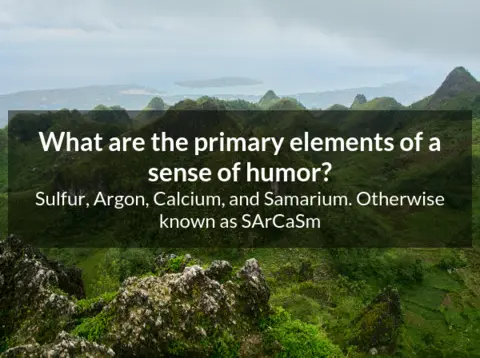 What are the primary elements of a
sense of humor?
Sulfur, Argon, Calcium, and Samarium. Otherwise
known as SArCaSm